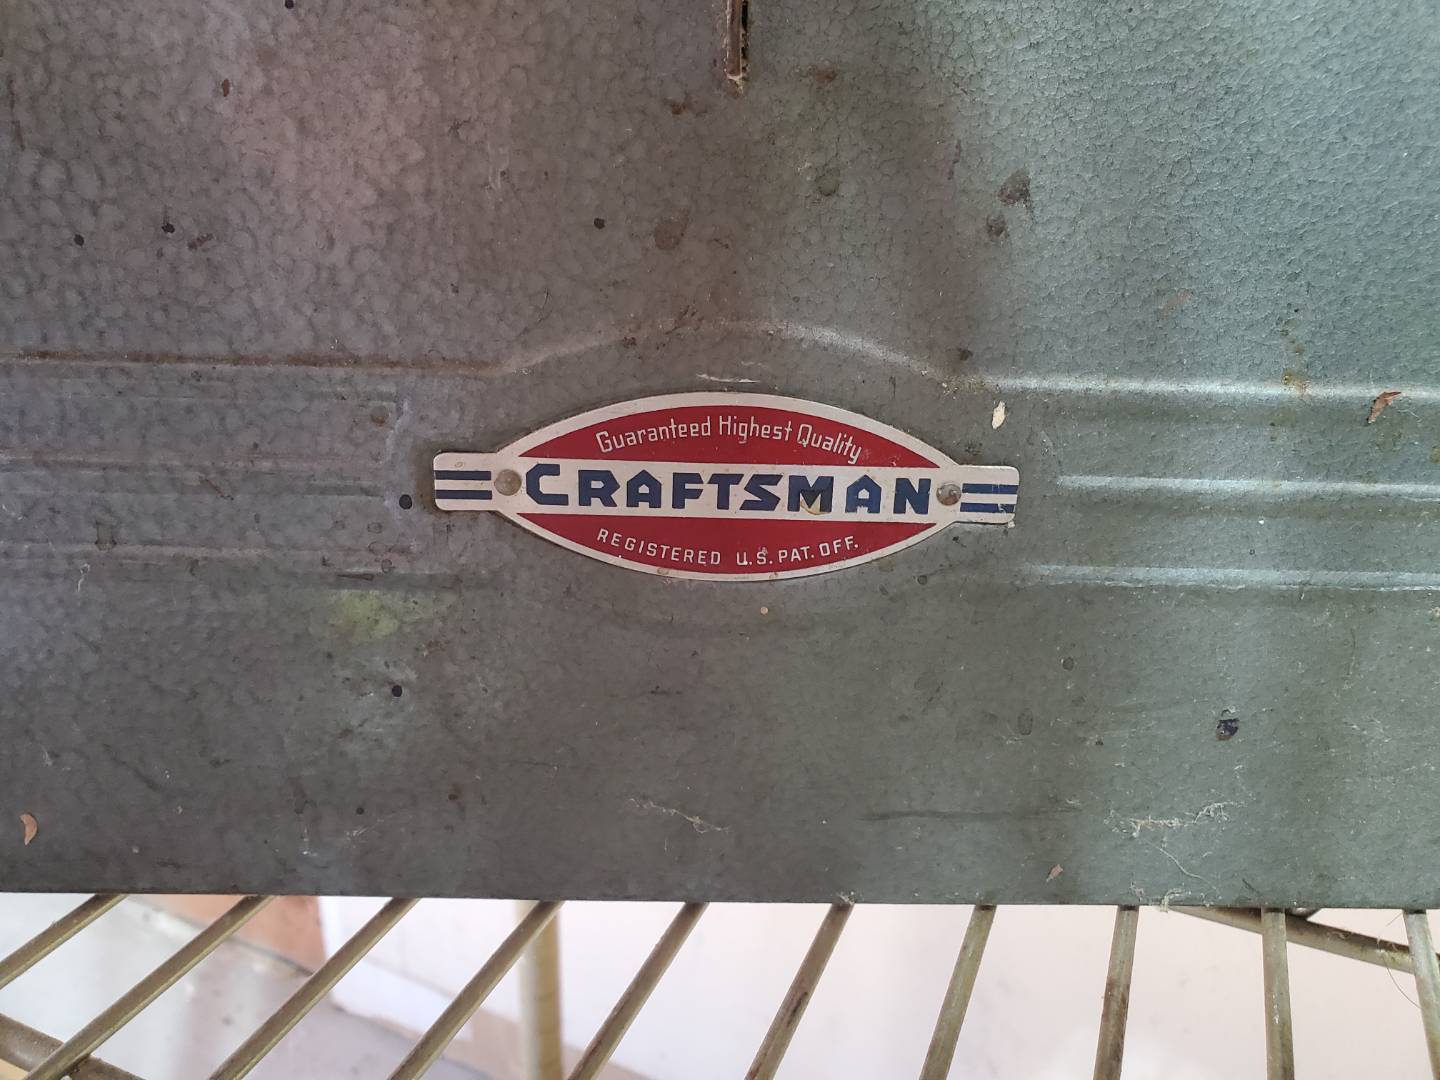 Guaranteed Highest Quality
CRAFTSMAN
REGISTERED U.S. PAT. OFF.